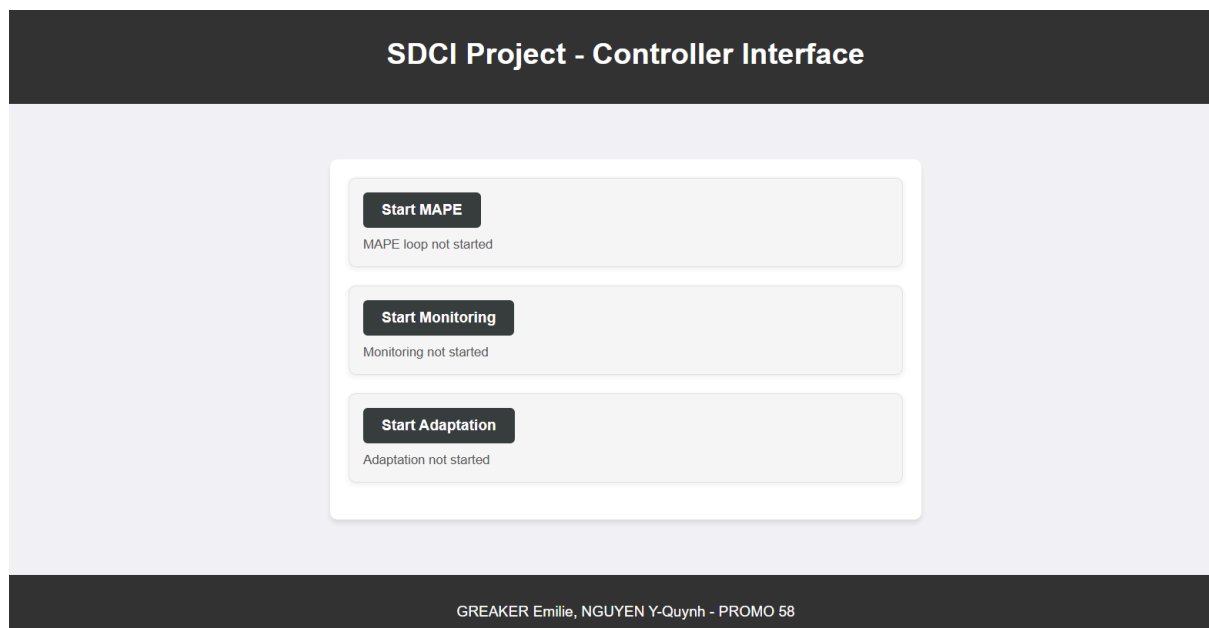 SDCI Project - Controller Interface
Start MAPE
MAPE loop not started
Start Monitoring
Monitoring not started
Start Adaptation
Adaptation not started
GREAKER Emilie, NGUYEN Y-Quynh - PROMO 58